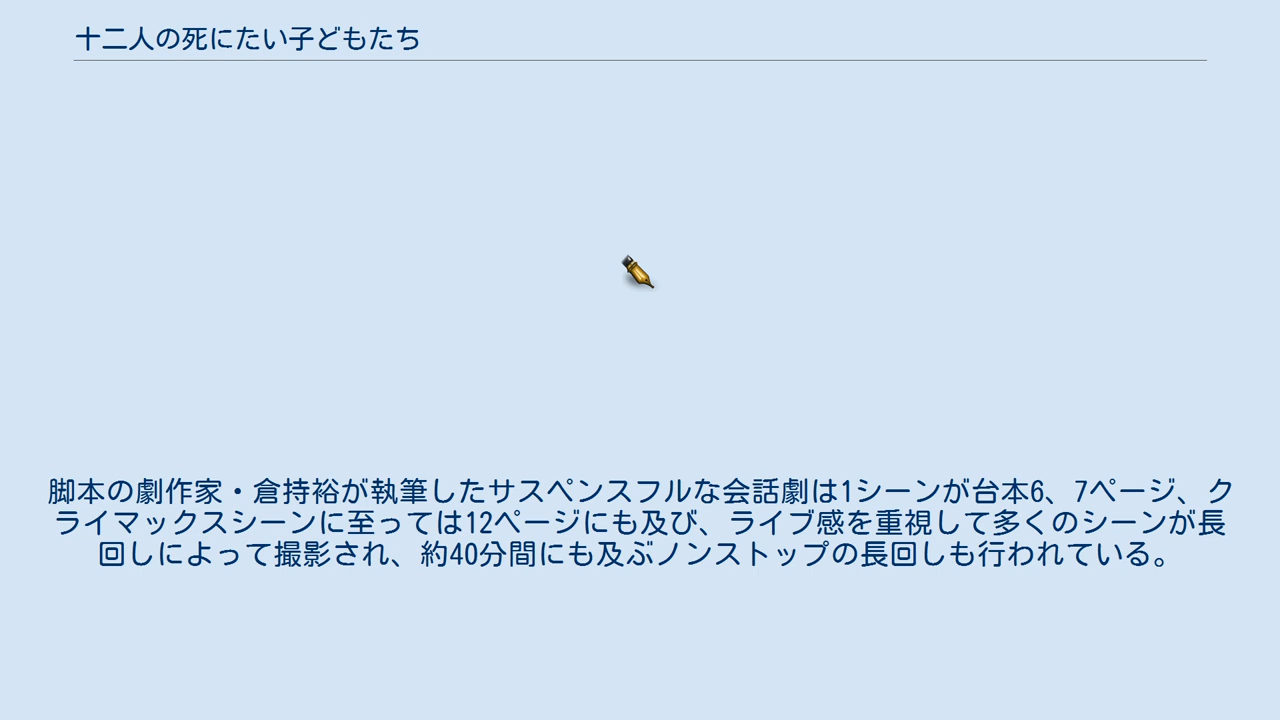 十二人の死にたい子どもたち
脚本の劇作家・倉持裕が執筆したサスペンスフルな会話劇は1シーンが台本6、7ページ、ク
ライマックスシーンに至っては12ページにも及び、ライブ感を重視して多くのシーンが長
回しによって撮影され、約40分間にも及ぶノンストップの長回しも行われている。